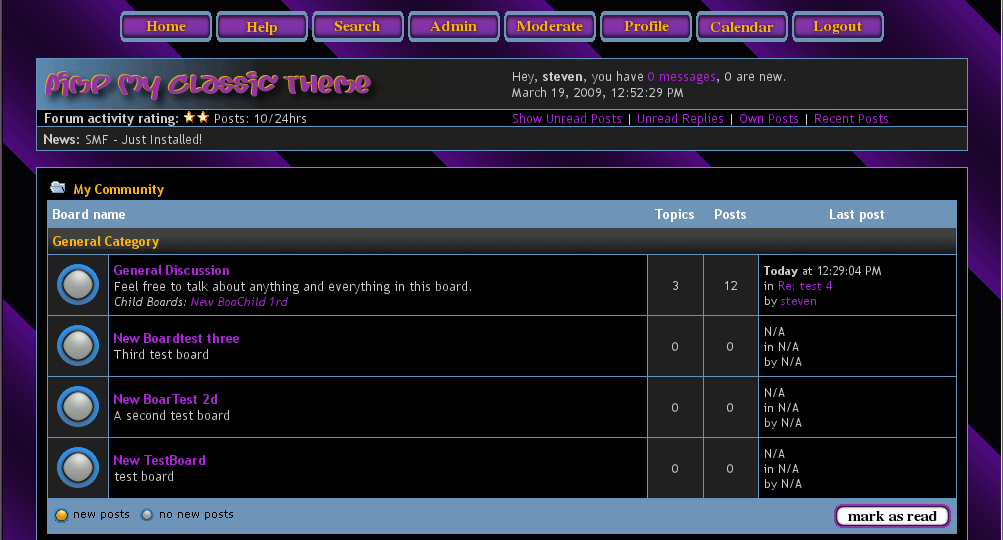 Home Help Search Admin Moderate Profile Calendar Logout
Pimp My Classic Theme
Hey, steven, you have 0 messages, 0 are new.
March 19, 2009, 12:52:29 PM
Forum activity rating: Posts: 10/24hrs
Show Unread Posts | Unread Replies | Own Posts | Recent Posts
News: SMF - Just Installed!
My Community
Board name Topics Posts Last post
General Category
General Discussion
Feel free to talk about anything and everything in this board.
Child Boards: New BoaChild 1rd
3 12
Today at 12:29:04 PM
in Re: test 4
by steven
New Boardtest three
Third test board
0 0
N/A
in N/A
by N/A
New BoarTest 2d
A second test board
0 0
N/A
in N/A
by N/A
New TestBoard
test board
0 0
N/A
in N/A
by N/A
new posts no new posts
mark as read